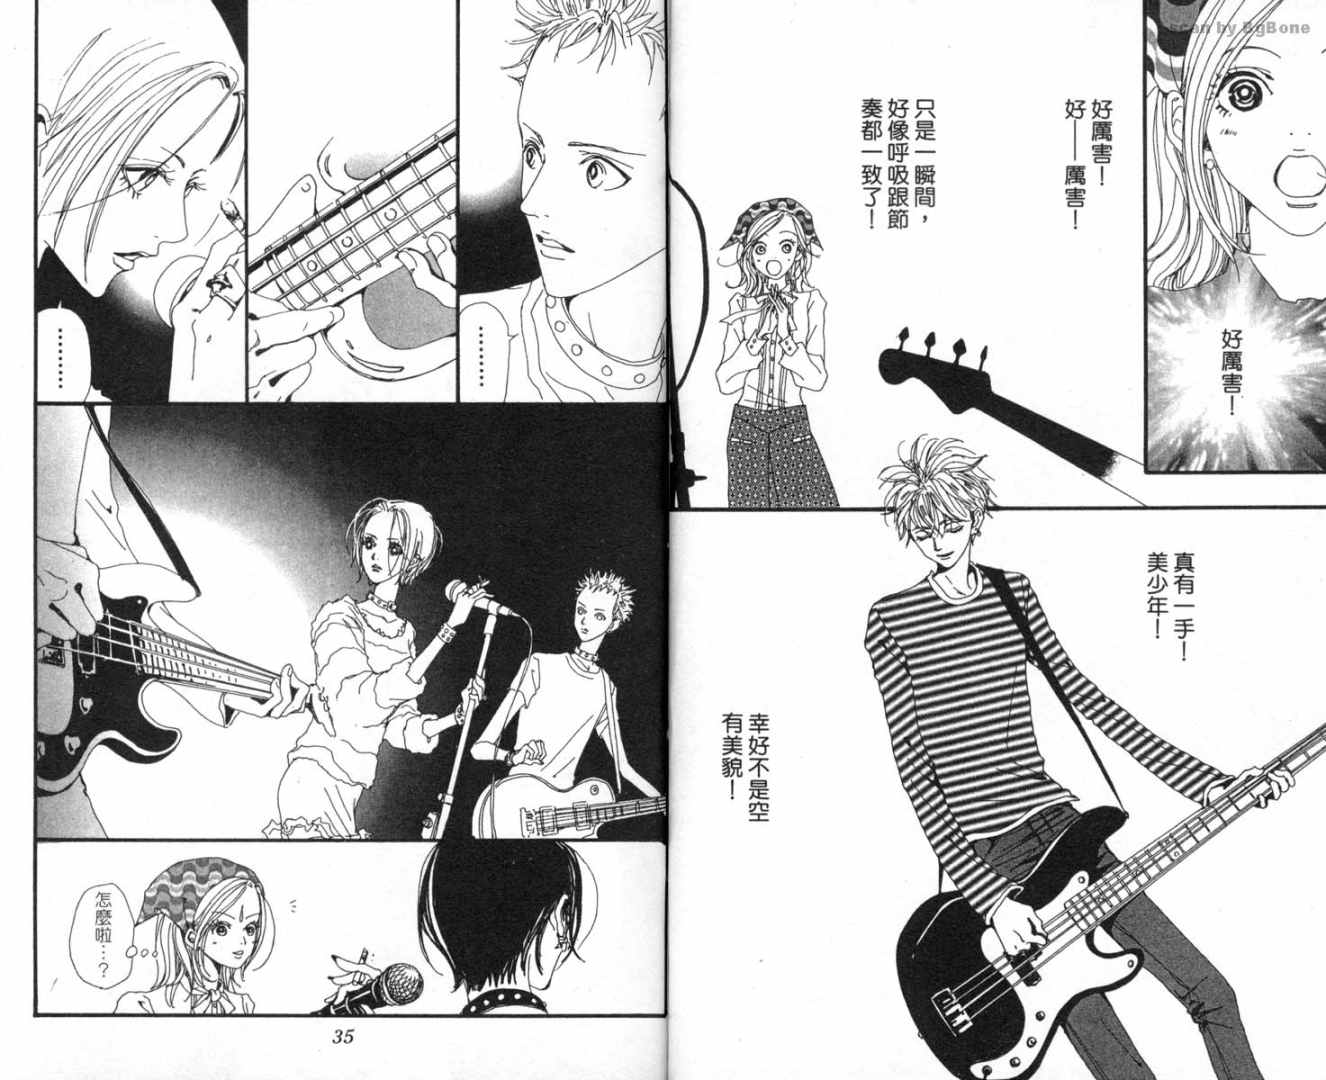 scan by BgBone
好厲害！
好厲害！
好——厲害！
只是一瞬間，
好像呼吸跟節
奏都一致了！
真有一手！
美少年！
幸好不是空
有美貌！
………
………
怎麼啦…？
35